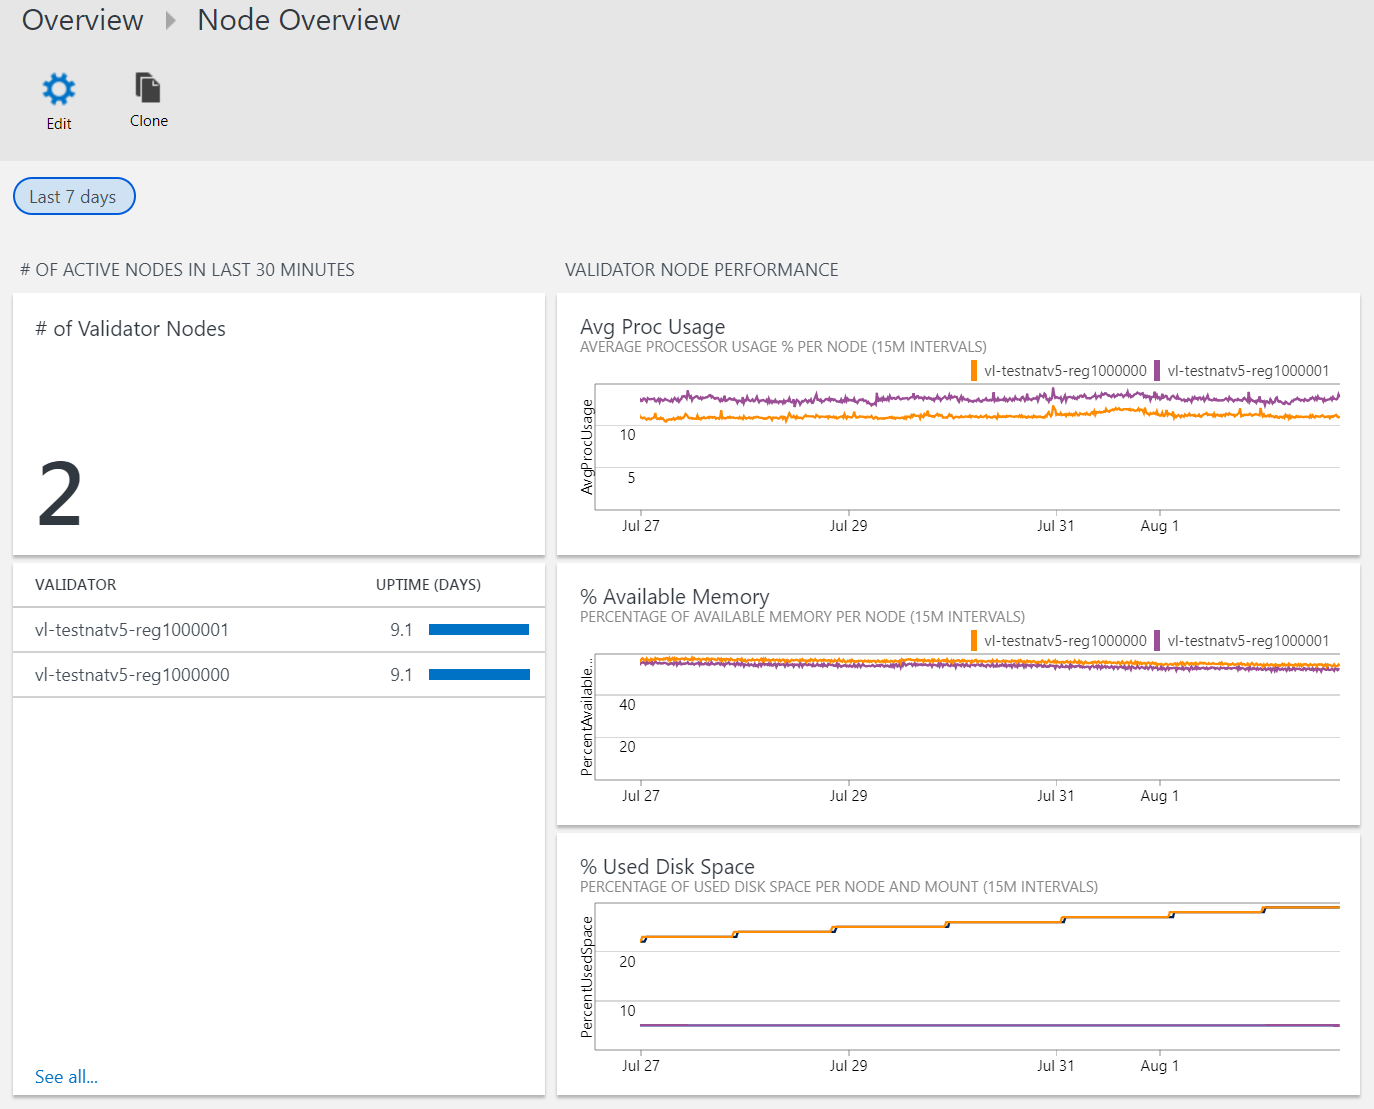 Overview Node Overview
Edit Clone
Last 7 days
# OF ACTIVE NODES IN LAST 30 MINUTES
# of Validator Nodes
2
VALIDATOR UPTIME (DAYS)
vl-testnatv5-reg1000001 9.1
vl-testnatv5-reg1000000 9.1
See all...
VALIDATOR NODE PERFORMANCE
Avg Proc Usage
AVERAGE PROCESSOR USAGE % PER NODE (15M INTERVALS)
vl-testnatv5-reg1000000 vl-testnatv5-reg1000001
AvgProcUsage
10
5
Jul 27 Jul 29 Jul 31 Aug 1
% Available Memory
PERCENTAGE OF AVAILABLE MEMORY PER NODE (15M INTERVALS)
vl-testnatv5-reg1000000 vl-testnatv5-reg1000001
PercentAvailable...
40
20
Jul 27 Jul 29 Jul 31 Aug 1
% Used Disk Space
PERCENTAGE OF USED DISK SPACE PER NODE AND MOUNT (15M INTERVALS)
PercentUsedSpace
20
10
Jul 27 Jul 29 Jul 31 Aug 1